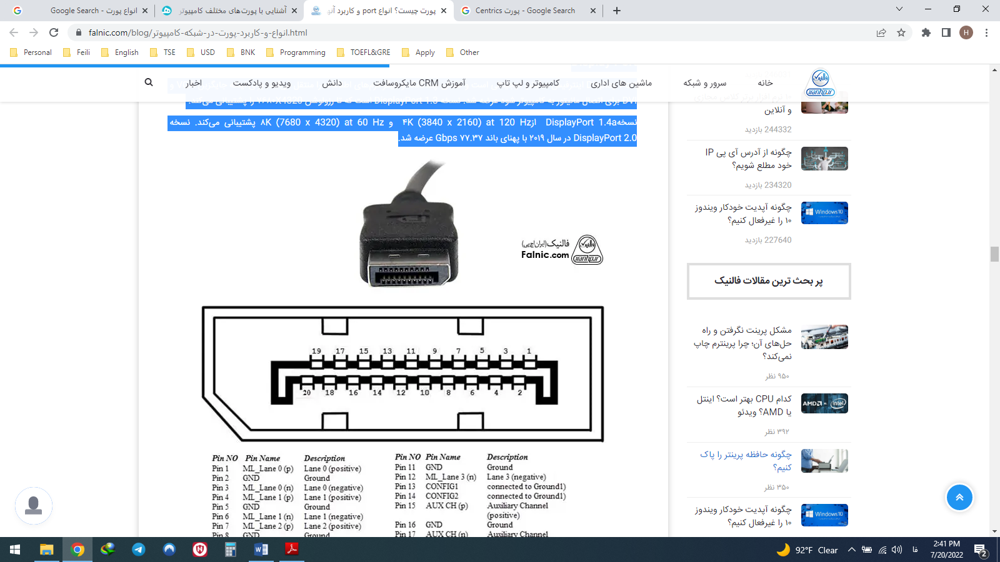 انواع پورت - Google Search
آشنایی با پورت‌های مختلف کامپیوتر
پورت چیست؟ انواع port و کاربرد آنها
Centrics پورت - Google Search
falnic.com/blog/انواع-و-کاربرد-پورت-در-شبکه-کامپیوتر.html
H
Personal
Feili
English
TSE
USD
BNK
Programming
TOEFL&GRE
Apply
Other
خانه
سرور و شبکه
ماشین های اداری
کامپیوتر و لپ تاپ
آموزش CRM مایکروسافت
دانش
ویدیو و پادکست
اخبار
iranhp.ir
نسخه‌DisplayPort 1.4a از4K (3840 x 2160) at 120 Hz و 8K (7680 x 4320) at 60 Hz پشتیبانی می‌کند. نسخه
DisplayPort 2.0 در سال ۲۰۱۹ با پهنای باند ۷۷.۳۷ Gbps عرضه شد.
فالنیک(ایران‌اچ‌پی)
Falnic.com
iranhp.ir
19 17 15 13 11 9 7 5 3 1
20 18 16 14 12 10 8 6 4 2
Pin NO Pin Name Description
Pin 1 ML_Lane 0 (p) Lane 0 (positive)
Pin 2 GND Ground
Pin 3 ML_Lane 0 (n) Lane 0 (negative)
Pin 4 ML_Lane 1 (p) Lane 1 (positive)
Pin 5 GND Ground
Pin 6 ML_Lane 1 (n) Lane 1 (negative)
Pin 7 ML_Lane 2 (p) Lane 2 (positive)
Pin 8 GND Ground
Pin NO Pin Name Description
Pin 11 GND Ground
Pin 12 ML_Lane 3 (n) Lane 3 (negative)
Pin 13 CONFIG1 connected to Ground1)
Pin 14 CONFIG2 connected to Ground1)
Pin 15 AUX CH (p) Auxiliary Channel
(positive)
Pin 16 GND Ground
Pin 17 AUX CH (n) Auxiliary Channel
و آنلاین
244332 بازدید
چگونه از آدرس آی پی IP
خود مطلع شویم؟
234320 بازدید
چگونه آپدیت خودکار ویندوز
۱۰ را غیرفعال کنیم؟
Windows 10
227640 بازدید
پر بحث ترین مقالات فالنیک
مشکل پرینت نگرفتن و راه
حل‌های آن؛ چرا پرینترم چاپ
نمی‌کند؟
۹۵۰ نظر
کدام CPU بهتر است؟ اینتل
یا AMD؟ ویدئو
AMD vs intel
۳۹۲ نظر
چگونه حافظه پرینتر را پاک
کنیم؟
۳۵۰ نظر
چگونه آپدیت خودکار ویندوز
۱۰ را غیرفعال کنیم؟
Windows 10
92°F Clear
فا
2:41 PM
7/20/2022
2